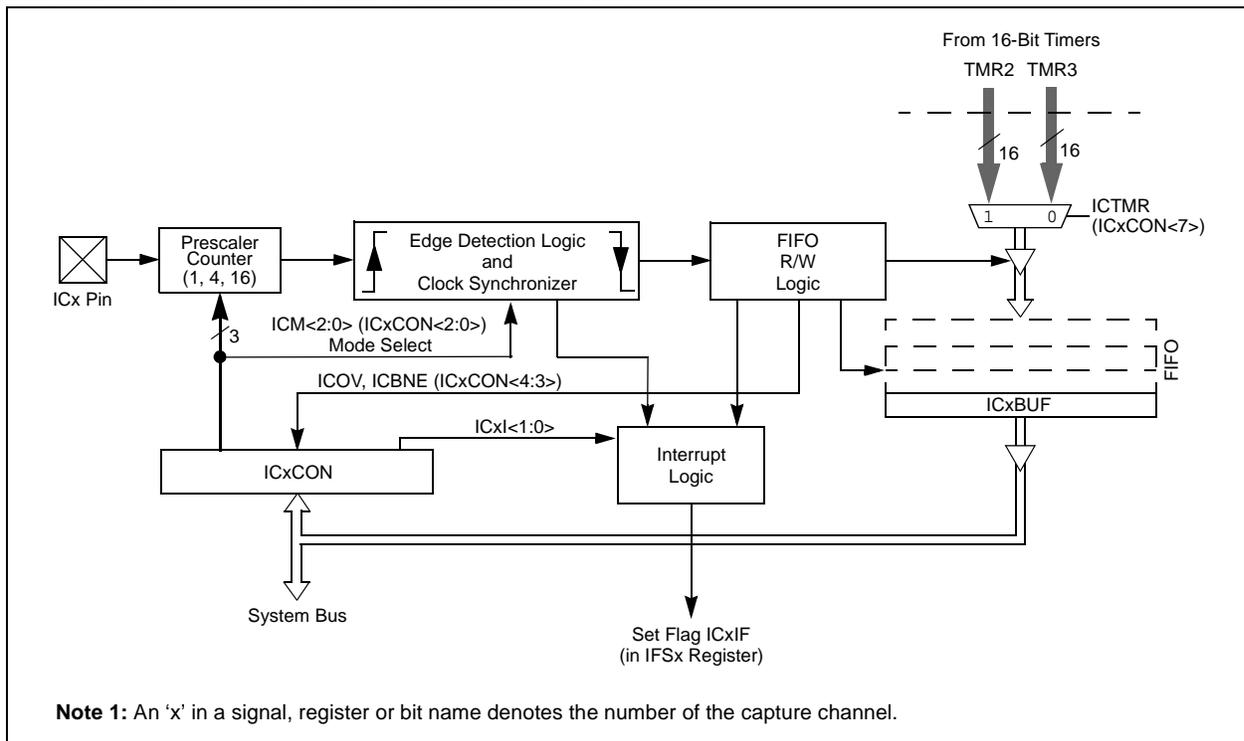 From 16-Bit Timers
TMR2 TMR3
16 16
1 0
ICTMR
(ICxCON<7>)
Prescaler
Counter
(1, 4, 16)
Edge Detection Logic
and
Clock Synchronizer
FIFO
R/W
Logic
ICx Pin
3
ICM<2:0> (ICxCON<2:0>)
Mode Select
FIFO
ICOV, ICBNE (ICxCON<4:3>)
ICxBUF
ICxI<1:0>
ICxCON
Interrupt
Logic
System Bus
Set Flag ICxIF
(in IFSx Register)
Note 1: An ‘x’ in a signal, register or bit name denotes the number of the capture channel.